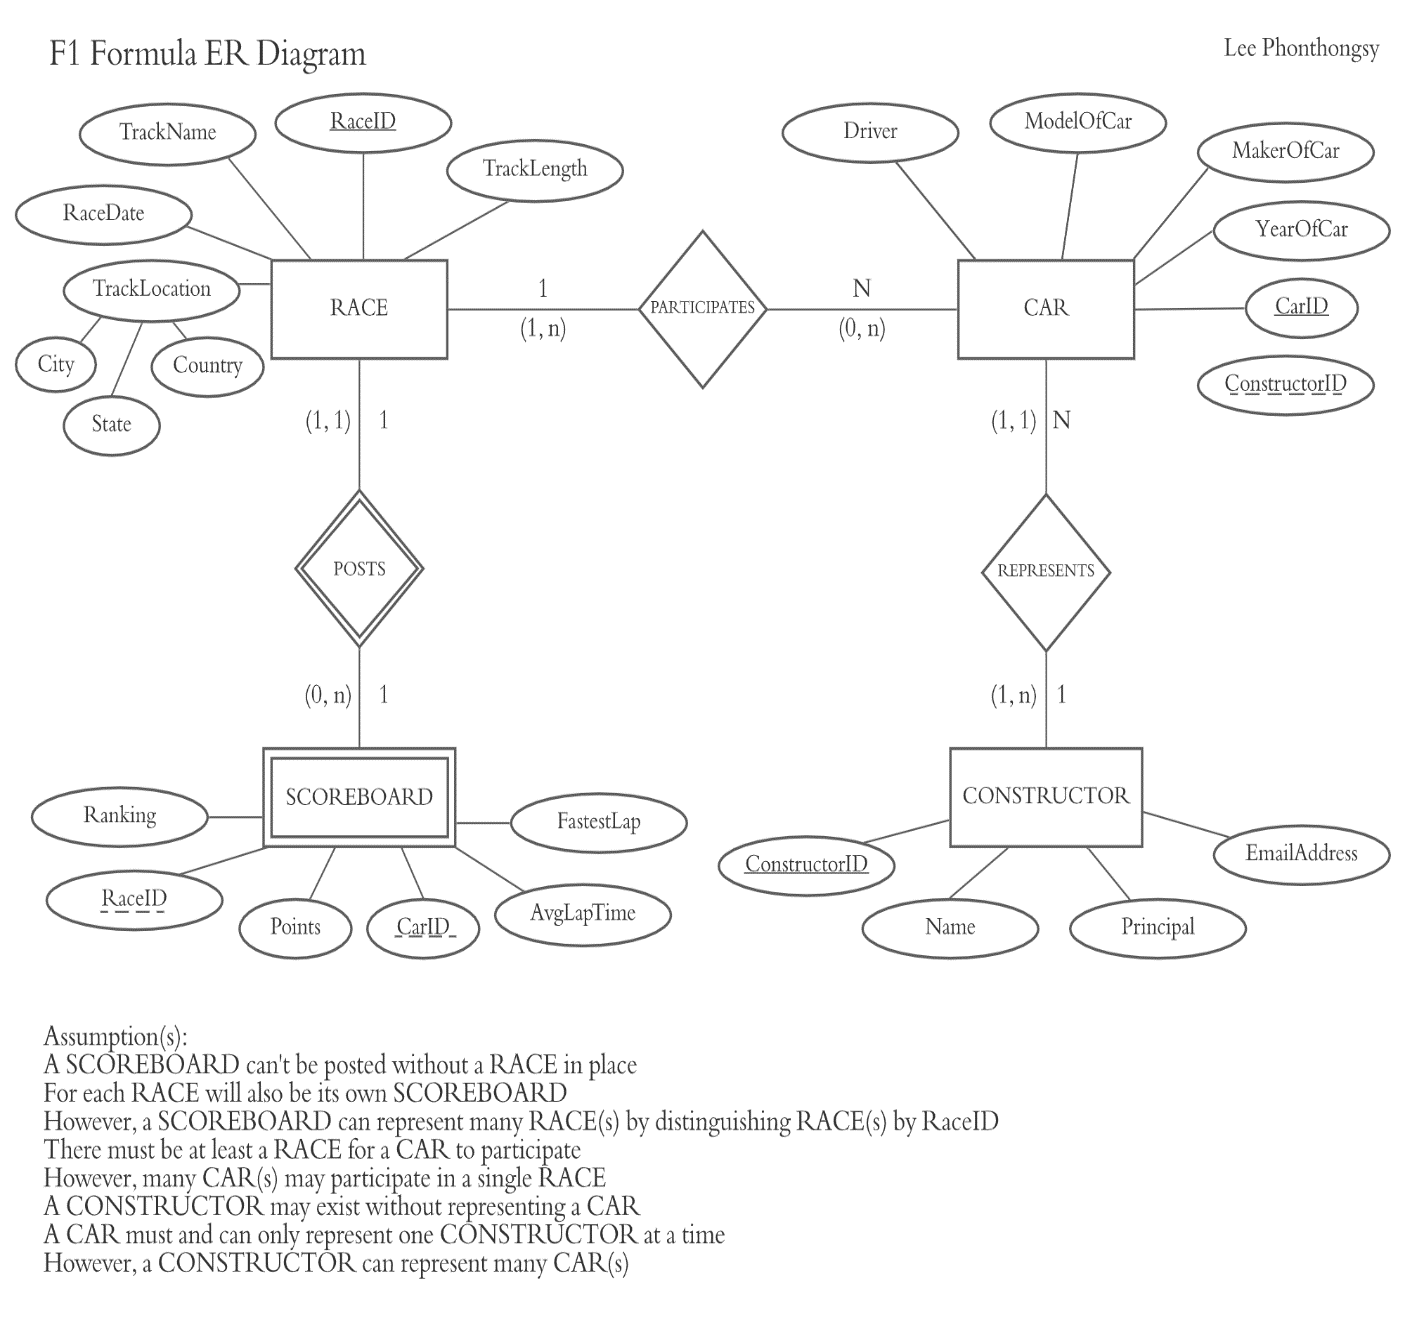 F1 Formula ER Diagram
Lee Phonthongsy
TrackName
RaceID
TrackLength
RaceDate
TrackLocation
City
State
Country
RACE
Driver
ModelOfCar
MakerOfCar
YearOfCar
CarID
ConstructorID
CAR
1
(1, n)
PARTICIPATES
N
(0, n)
(1, 1) 1
POSTS
(0, n) 1
(1, 1) N
REPRESENTS
(1, n) 1
SCOREBOARD
Ranking
RaceID
Points
CarID
AvgLapTime
FastestLap
CONSTRUCTOR
ConstructorID
Name
Principal
EmailAddress
Assumption(s):
A SCOREBOARD can't be posted without a RACE in place
For each RACE will also be its own SCOREBOARD
However, a SCOREBOARD can represent many RACE(s) by distinguishing RACE(s) by RaceID
There must be at least a RACE for a CAR to participate
However, many CAR(s) may participate in a single RACE
A CONSTRUCTOR may exist without representing a CAR
A CAR must and can only represent one CONSTRUCTOR at a time
However, a CONSTRUCTOR can represent many CAR(s)